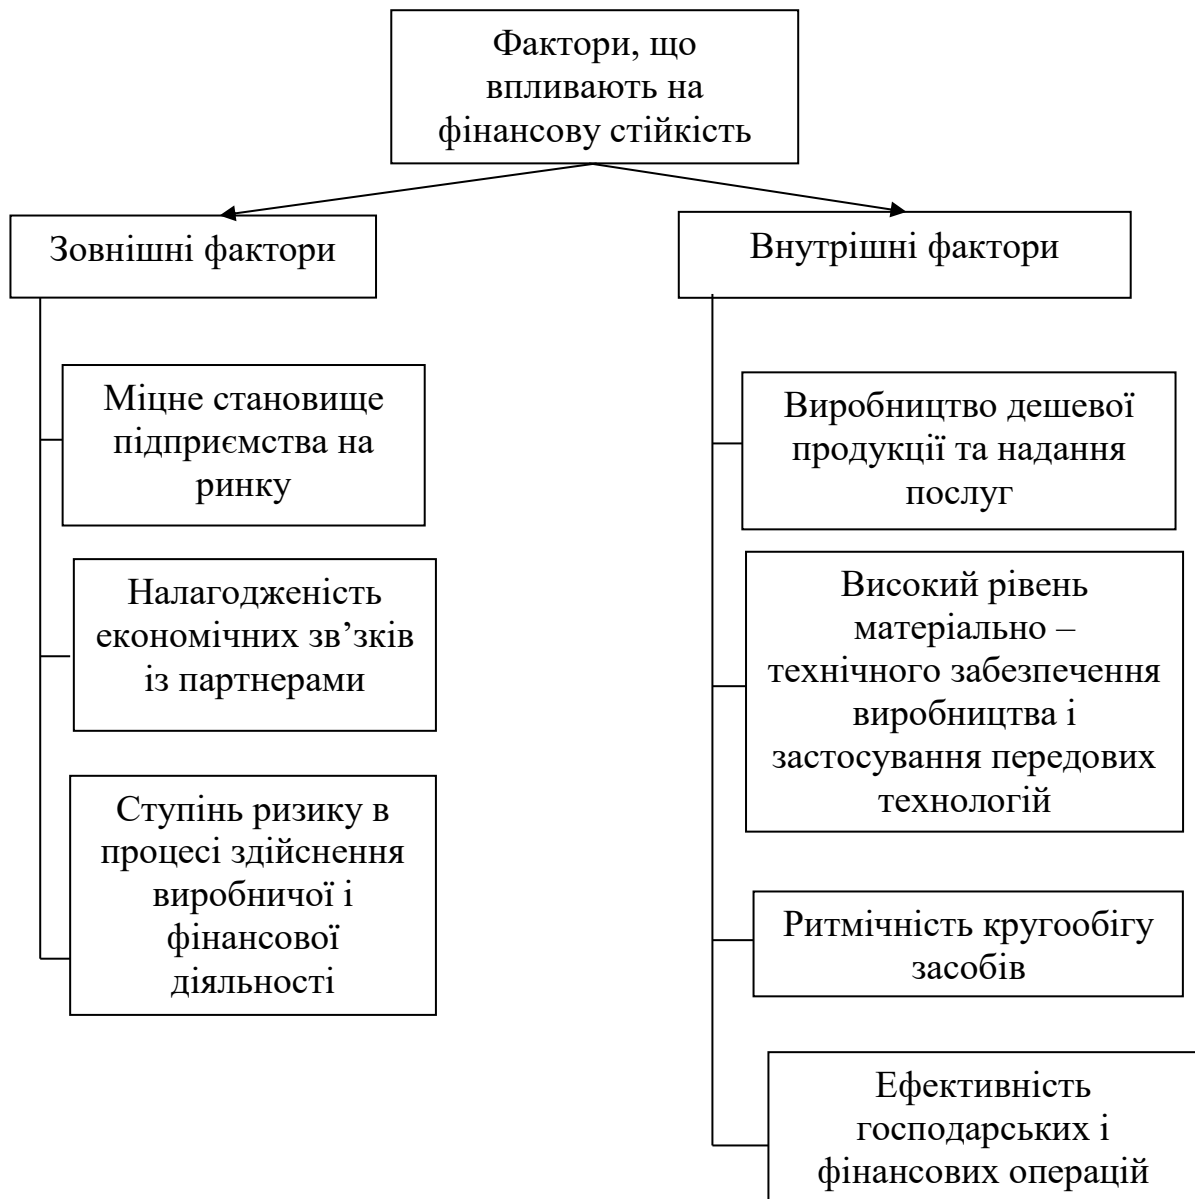 Фактори, що
впливають на
фінансову стійкість
Зовнішні фактори
Міцне становище
підприємства на
ринку
Налагодженість
економічних зв’зків
із партнерами
Ступінь ризику в
процесі здійснення
виробничої і
фінансової
діяльності
Внутрішні фактори
Виробництво дешевої
продукції та надання
послуг
Високий рівень
матеріально –
технічного забезпечення
виробництва і
застосування передових
технологій
Ритмічність кругообігу
засобів
Ефективність
господарських і
фінансових операцій